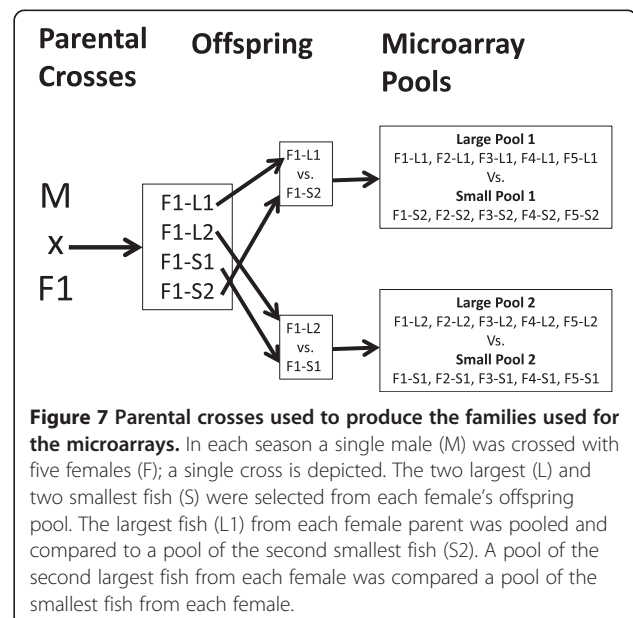 Parental
Crosses
Offspring
Microarray
Pools
M
x
F1
F1-L1
F1-L2
F1-S1
F1-S2
F1-L1
vs.
F1-S2
F1-L2
vs.
F1-S1
Large Pool 1
F1-L1, F2-L1, F3-L1, F4-L1, F5-L1
Vs.
Small Pool 1
F1-S2, F2-S2, F3-S2, F4-S2, F5-S2
Large Pool 2
F1-L2, F2-L2, F3-L2, F4-L2, F5-L2
Vs.
Small Pool 2
F1-S1, F2-S1, F3-S1, F4-S1, F5-S1
Figure 7 Parental crosses used to produce the families used for
the microarrays. In each season a single male (M) was crossed with
five females (F); a single cross is depicted. The two largest (L) and
two smallest fish (S) were selected from each female's offspring
pool. The largest fish (L1) from each female parent was pooled and
compared to a pool of the second smallest fish (S2). A pool of the
second largest fish from each female was compared a pool of the
smallest fish from each female.